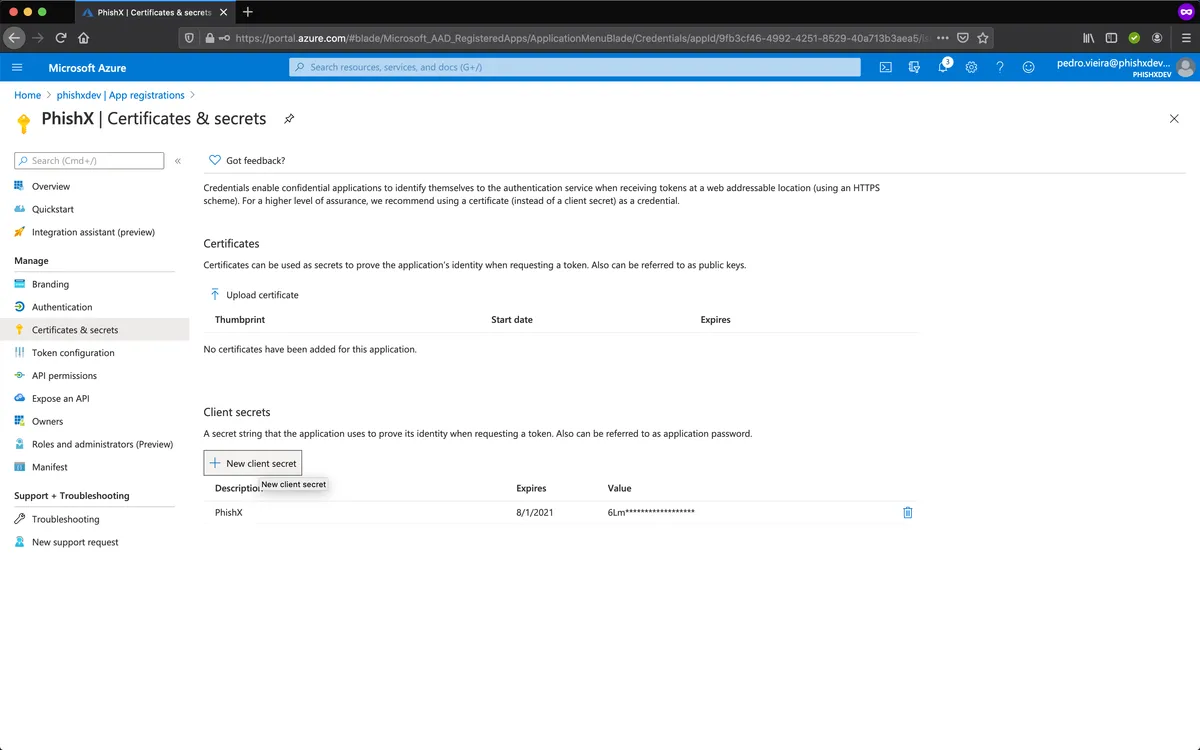 PhishX | Certificates & secrets
https://portal.azure.com/#blade/Microsoft_AAD_RegisteredApps/ApplicationMenuBlade/Credentials/appId/9fb3cf46-4992-4251-8529-40a713b3aea5/
Microsoft Azure
Search resources, services, and docs (G+/)
3
pedro.vieira@phishxdev...
PHISHXDEV
Home > phishxdev | App registrations >
PhishX | Certificates & secrets
Search (Cmd+/)
«
Overview
Quickstart
Integration assistant (preview)
Manage
Branding
Authentication
Certificates & secrets
Token configuration
API permissions
Expose an API
Owners
Roles and administrators (Preview)
Manifest
Support + Troubleshooting
Troubleshooting
New support request
Got feedback?
Credentials enable confidential applications to identify themselves to the authentication service when receiving tokens at a web addressable location (using an HTTPS
scheme). For a higher level of assurance, we recommend using a certificate (instead of a client secret) as a credential.
Certificates
Certificates can be used as secrets to prove the application's identity when requesting a token. Also can be referred to as public keys.
Upload certificate
Thumbprint Start date Expires
No certificates have been added for this application.
Client secrets
A secret string that the application uses to prove its identity when requesting a token. Also can be referred to as application password.
New client secret
New client secret
Description Expires Value
PhishX 8/1/2021 6Lm******************